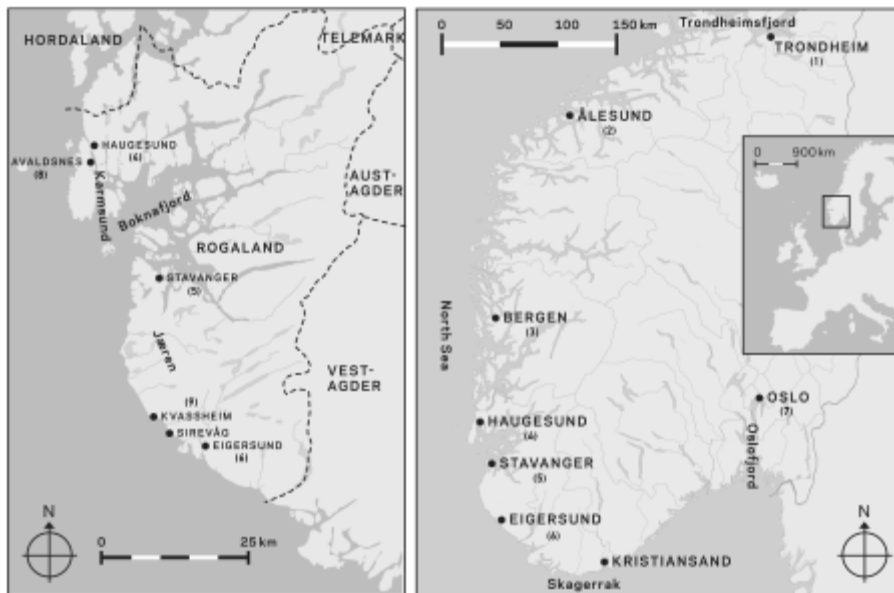 HORDALAND
TELEMARK
HAUGESUND
(4)
AVALDSNES
(8)
Karmsund
Boknafjord
AUST-
AGDER
ROGALAND
STAVANGER
(5)
Jæren
VEST-
AGDER
(9)
KVASSHEIM
SIREVÅG
EIGERSUND
(6)
N
0 25 km
0 50 100 150 km
Trondheimsfjord
TRONDHEIM
(1)
ÅLESUND
(2)
0 900 km
North Sea
BERGEN
(3)
OSLO
(7)
Oslofjord
HAUGESUND
(4)
STAVANGER
(5)
EIGERSUND
(6)
KRISTIANSAND
Skagerrak
N